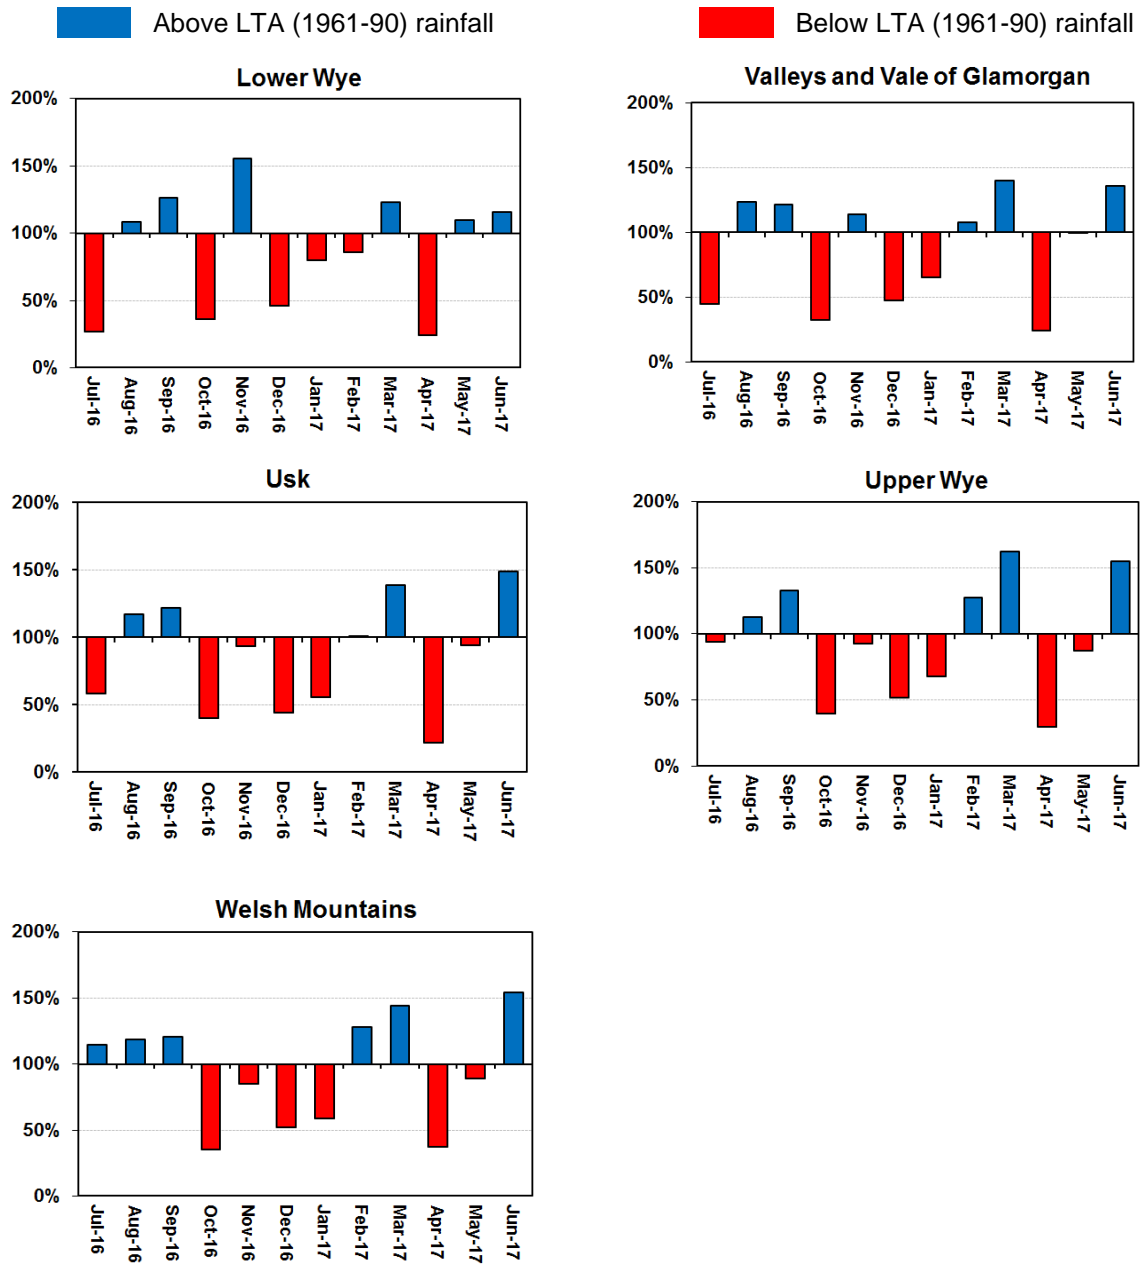 Above LTA (1961-90) rainfall
Below LTA (1961-90) rainfall
Lower Wye
200%
150%
100%
50%
0%
Jul-16
Aug-16
Sep-16
Oct-16
Nov-16
Dec-16
Jan-17
Feb-17
Mar-17
Apr-17
May-17
Jun-17
Valleys and Vale of Glamorgan
200%
150%
100%
50%
0%
Jul-16
Aug-16
Sep-16
Oct-16
Nov-16
Dec-16
Jan-17
Feb-17
Mar-17
Apr-17
May-17
Jun-17
Usk
200%
150%
100%
50%
0%
Jul-16
Aug-16
Sep-16
Oct-16
Nov-16
Dec-16
Jan-17
Feb-17
Mar-17
Apr-17
May-17
Jun-17
Upper Wye
200%
150%
100%
50%
0%
Jul-16
Aug-16
Sep-16
Oct-16
Nov-16
Dec-16
Jan-17
Feb-17
Mar-17
Apr-17
May-17
Jun-17
Welsh Mountains
200%
150%
100%
50%
0%
Jul-16
Aug-16
Sep-16
Oct-16
Nov-16
Dec-16
Jan-17
Feb-17
Mar-17
Apr-17
May-17
Jun-17